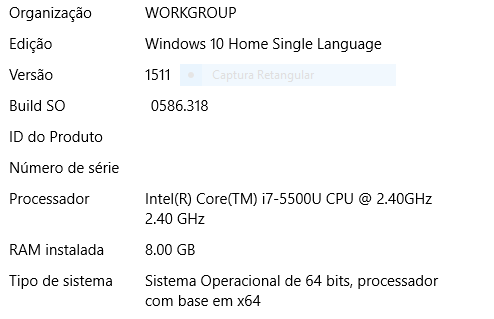 Organização WORKGROUP
Edição Windows 10 Home Single Language
Versão 1511
Captura Retangular
Build SO 0586.318
ID do Produto
Número de série
Processador Intel(R) Core(TM) i7-5500U CPU @ 2.40GHz
2.40 GHz
RAM instalada 8.00 GB
Tipo de sistema Sistema Operacional de 64 bits, processador
com base em x64